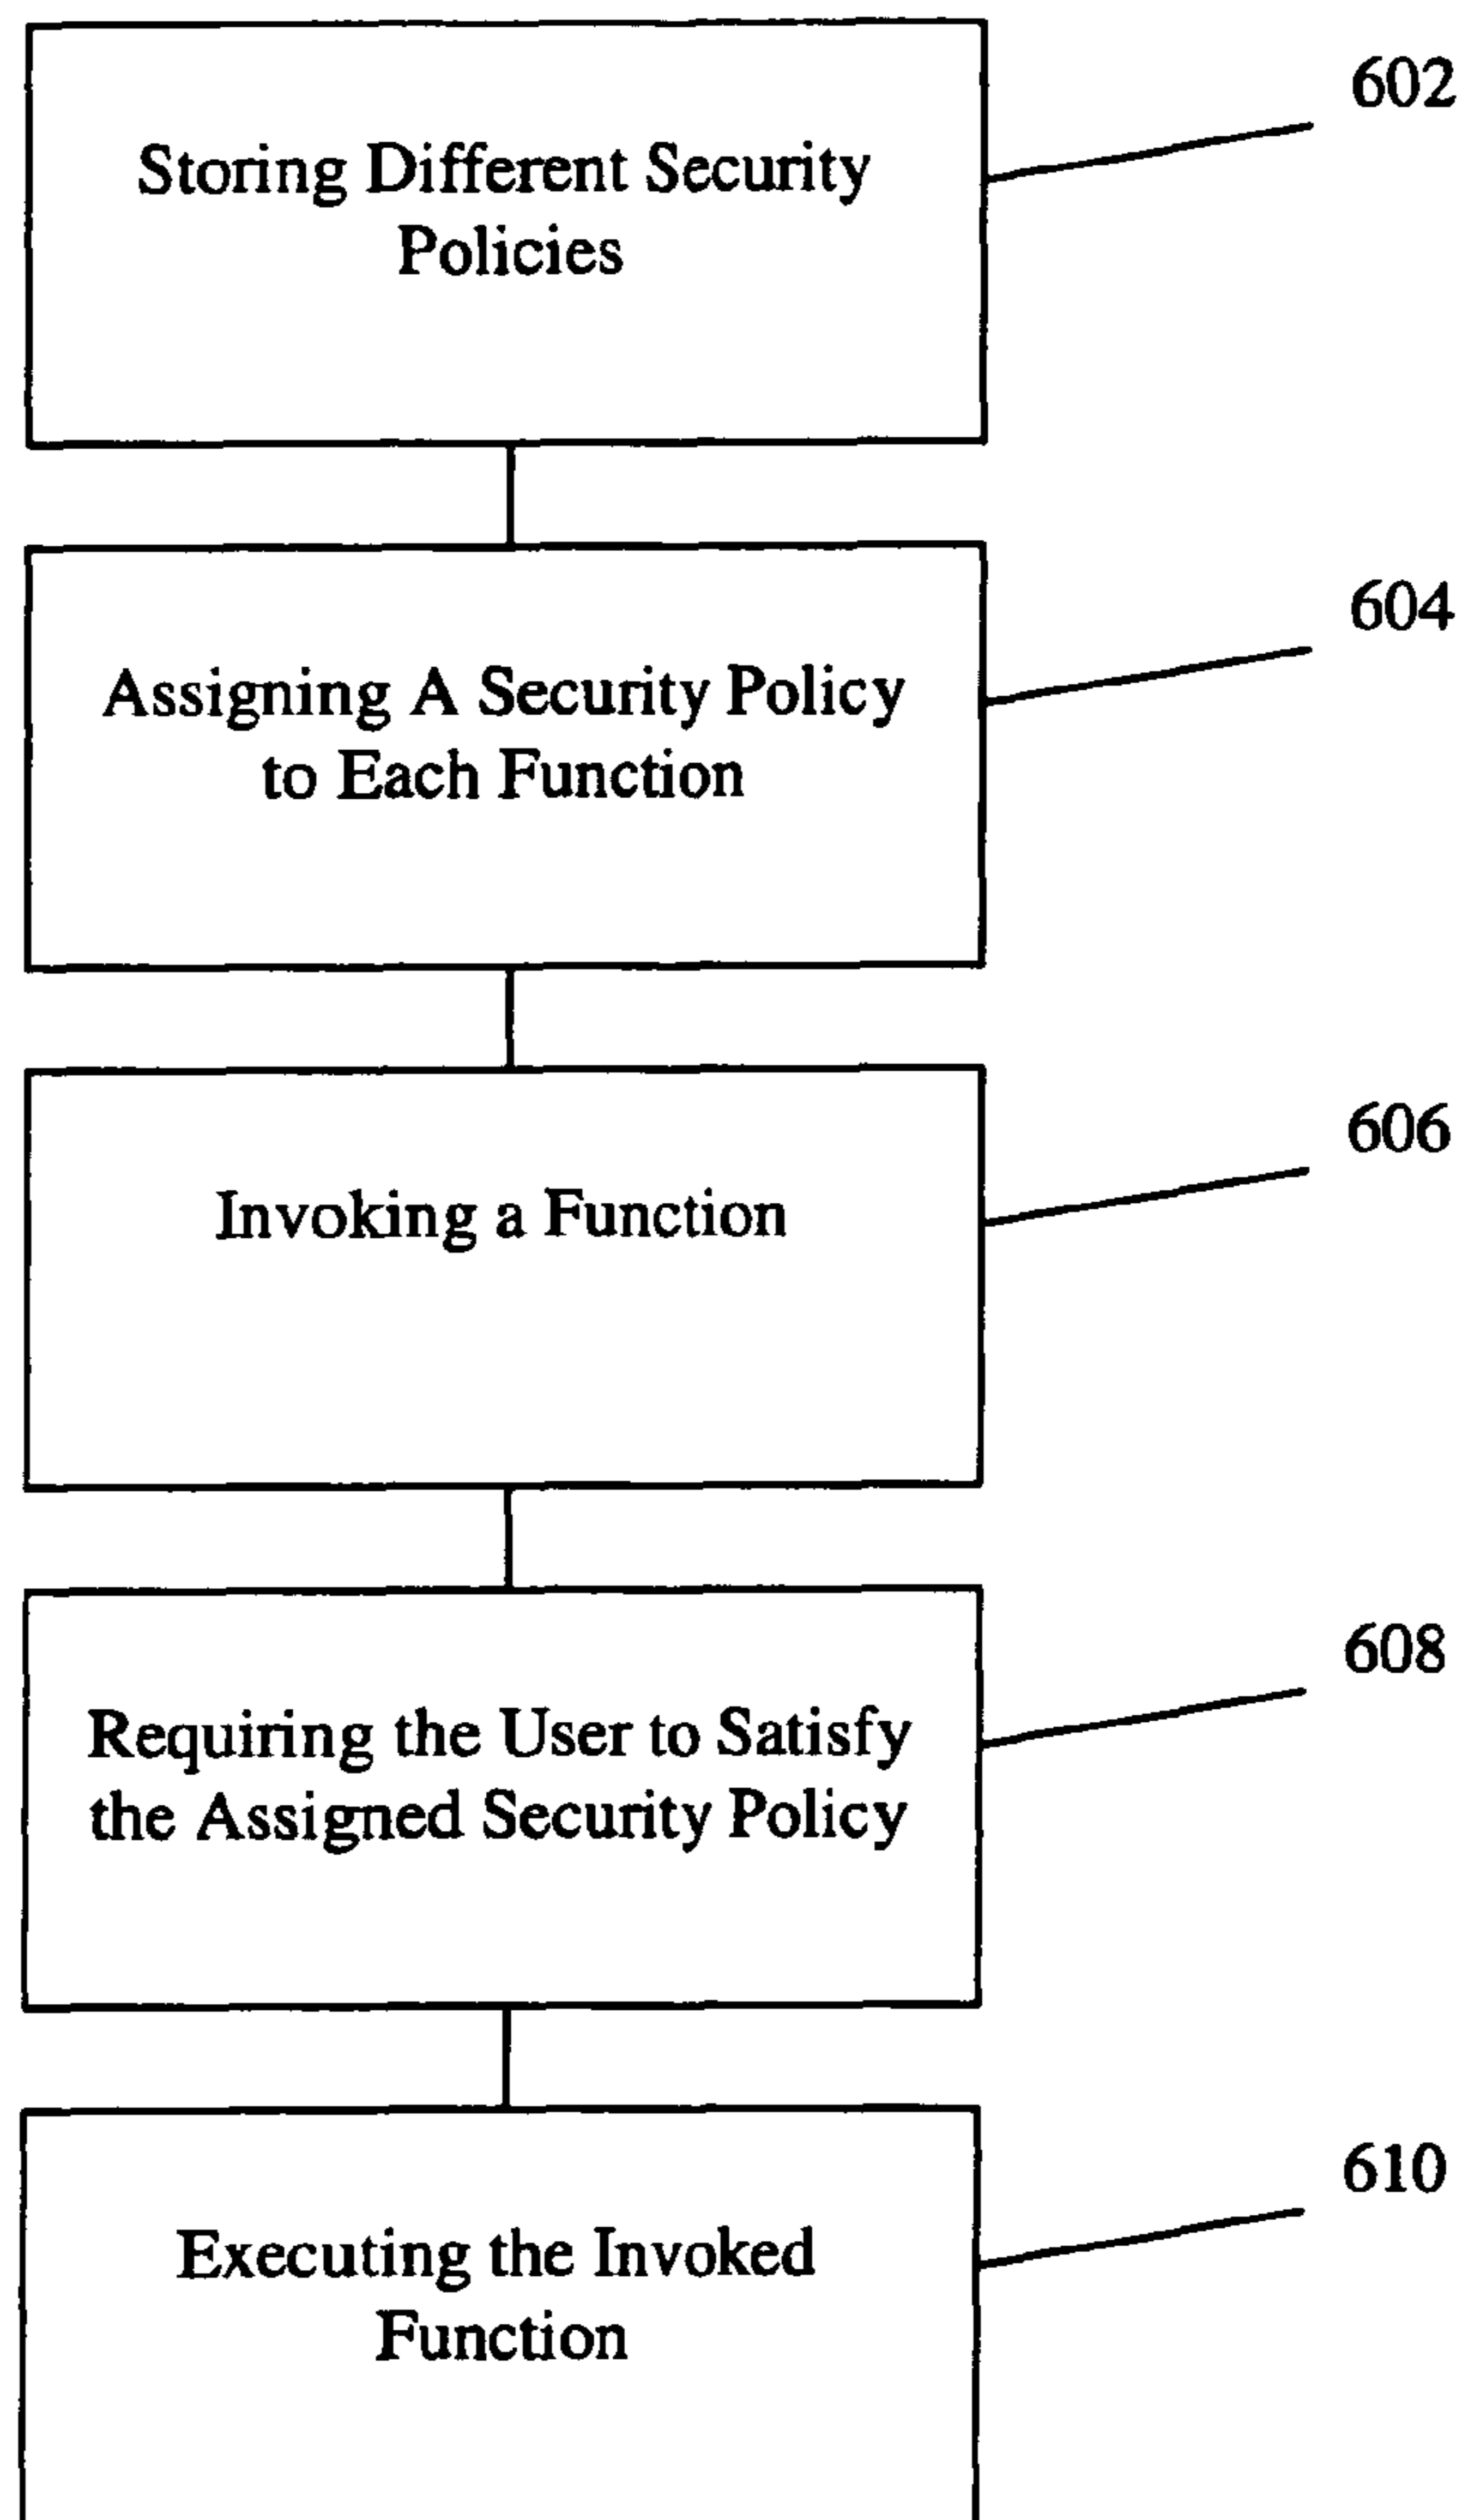 602
Storing Different Security
Policies
604
Assigning A Security Policy
to Each Function
606
Invoking a Function
608
Requiring the User to Satisfy
the Assigned Security Policy
610
Executing the Invoked
Function